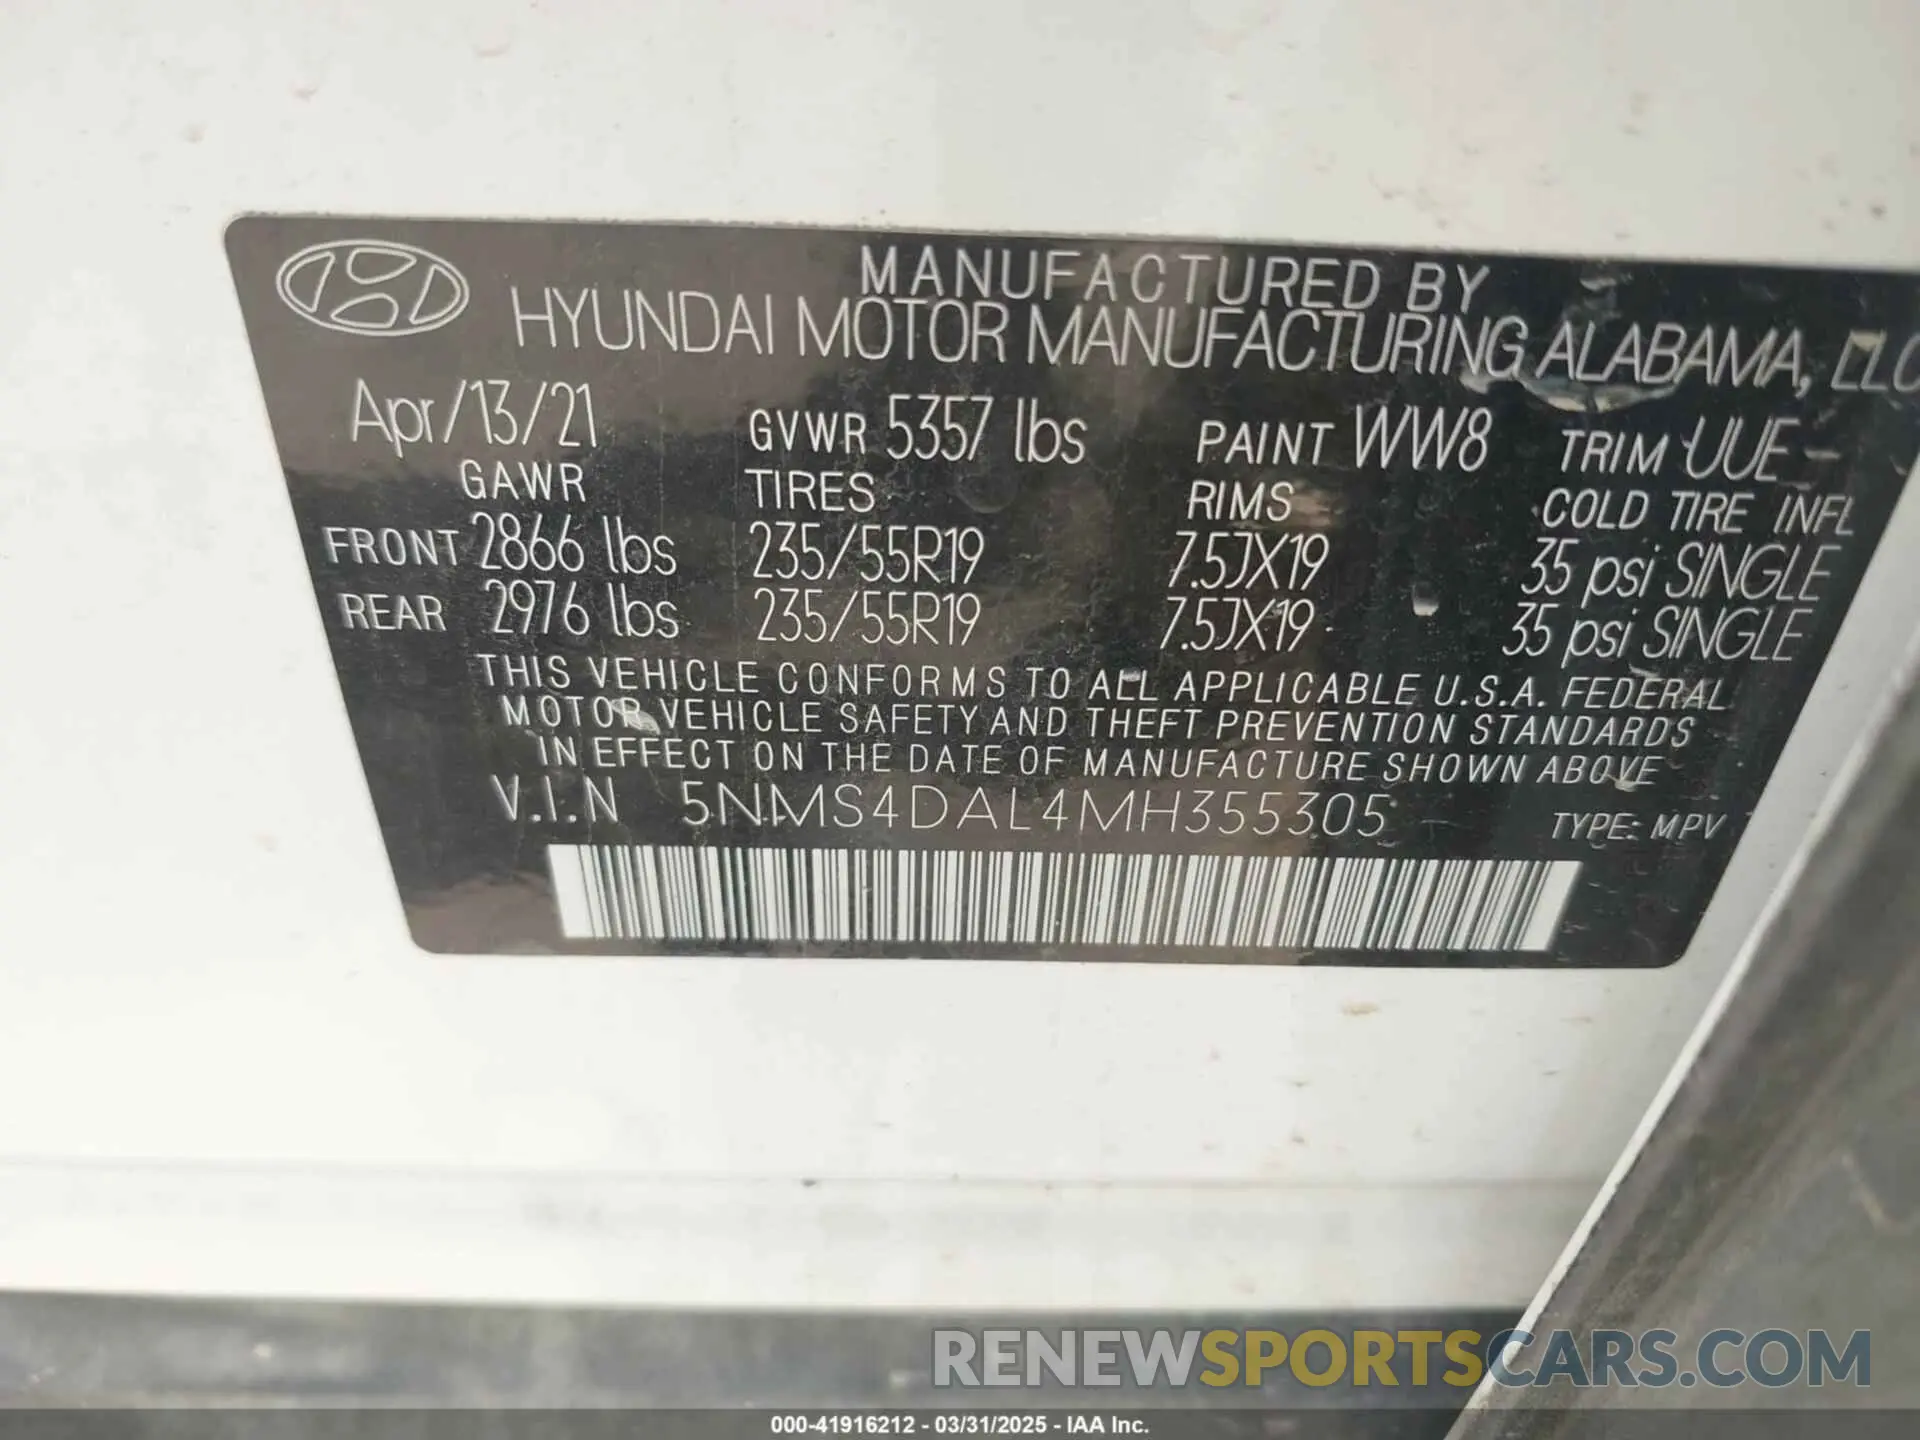 MANUFACTURED BY
HYUNDAI MOTOR MANUFACTURING ALABAMA, LLC
Apr/13/21 GVWR 5357 lbs PAINT WW8 TRIM UUE
GAWR TIRES RIMS COLD TIRE INFL
FRONT 2866 lbs 235/55R19 7.5JX19 35 psi SINGLE
REAR 2976 lbs 235/55R19 7.5JX19 35 psi SINGLE
THIS VEHICLE CONFORMS TO ALL APPLICABLE U.S.A. FEDERAL
MOTOR VEHICLE SAFETY AND THEFT PREVENTION STANDARDS
IN EFFECT ON THE DATE OF MANUFACTURE SHOWN ABOVE
V.I.N 5NMS4DAL4MH355305 TYPE: MPV
RENEWSPORTSCARS.COM
000-41916212 - 03/31/2025 - IAA Inc.